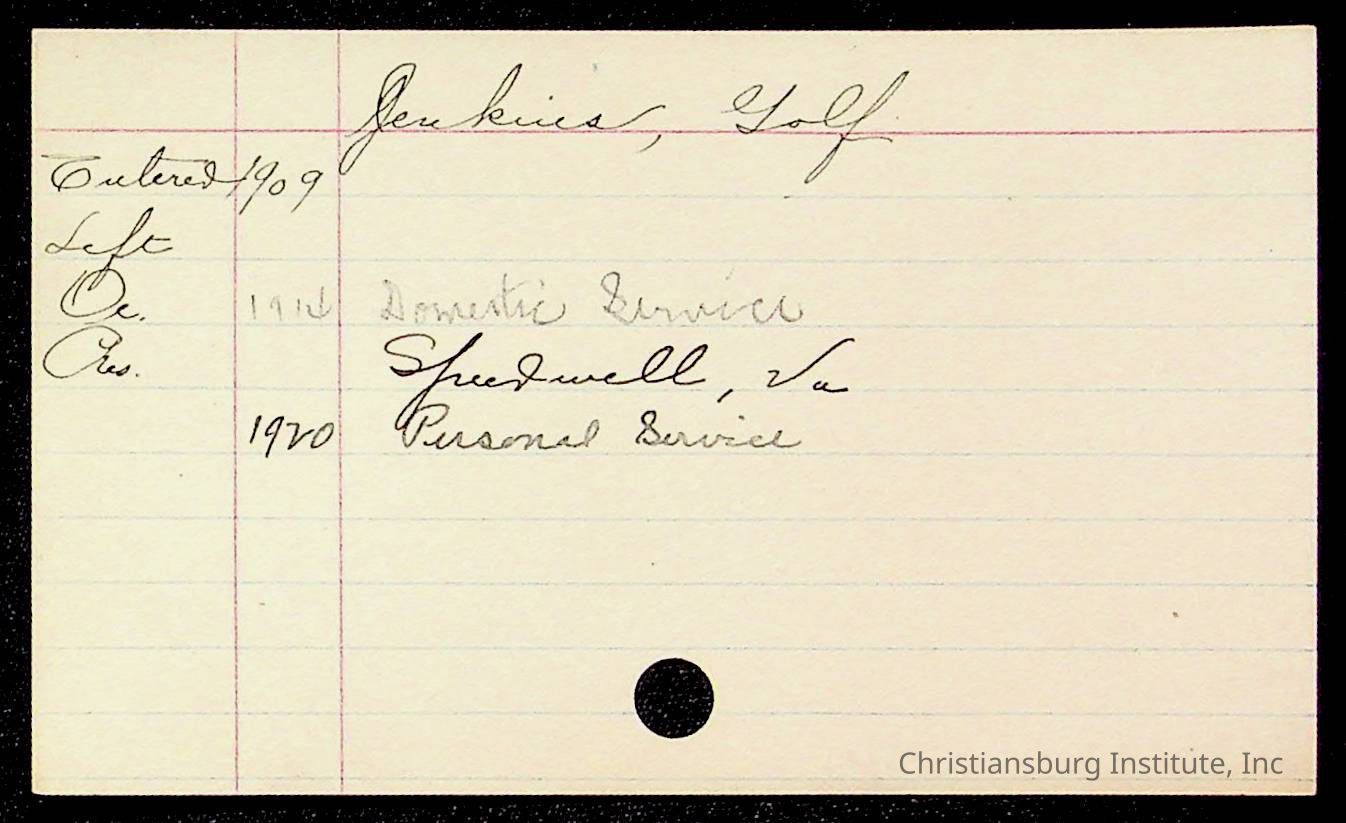 Jenkins, Golf
Entered 1909
Left
Oc. 1914 Domestic Service
Res. Speedwell, Va
1920 Personal Service
Christiansburg Institute, Inc